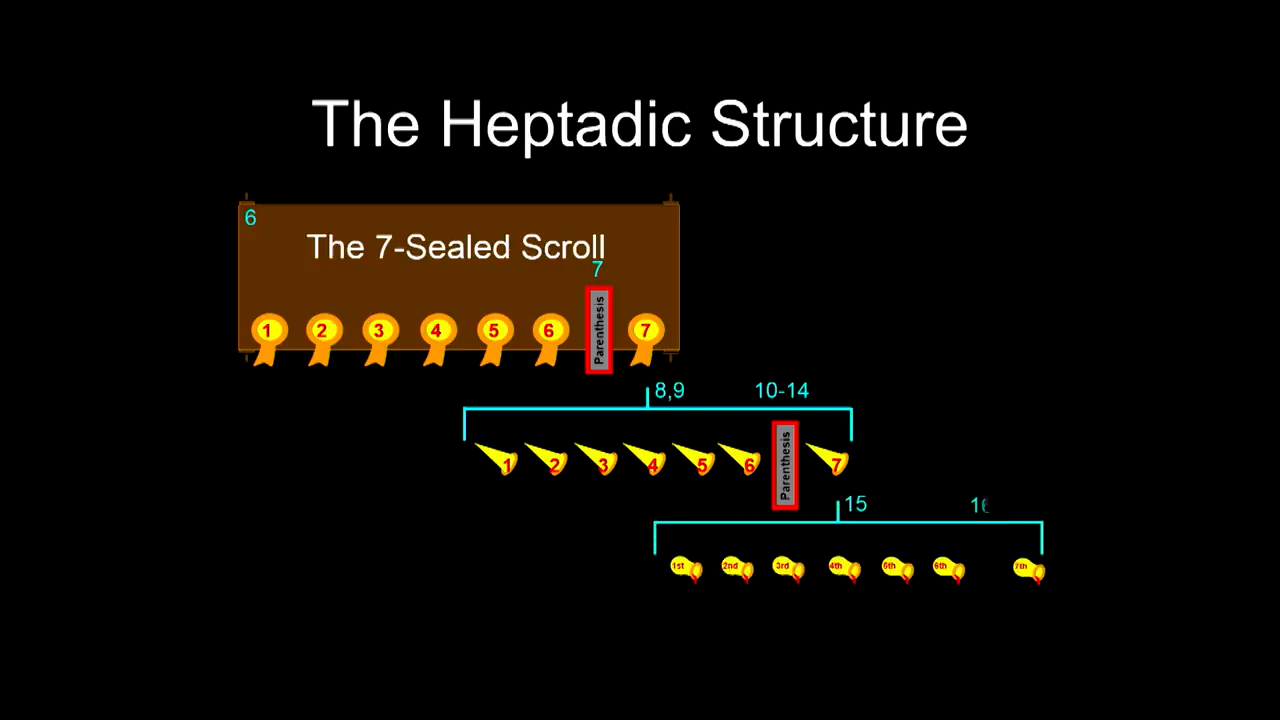 The Heptadic Structure
6
The 7-Sealed Scroll
7
1 2 3 4 5 6 Parenthesis 7
8,9 10-14
1 2 3 4 5 6 Parenthesis 7
15
1st 2nd 3rd 4th 6th 7th